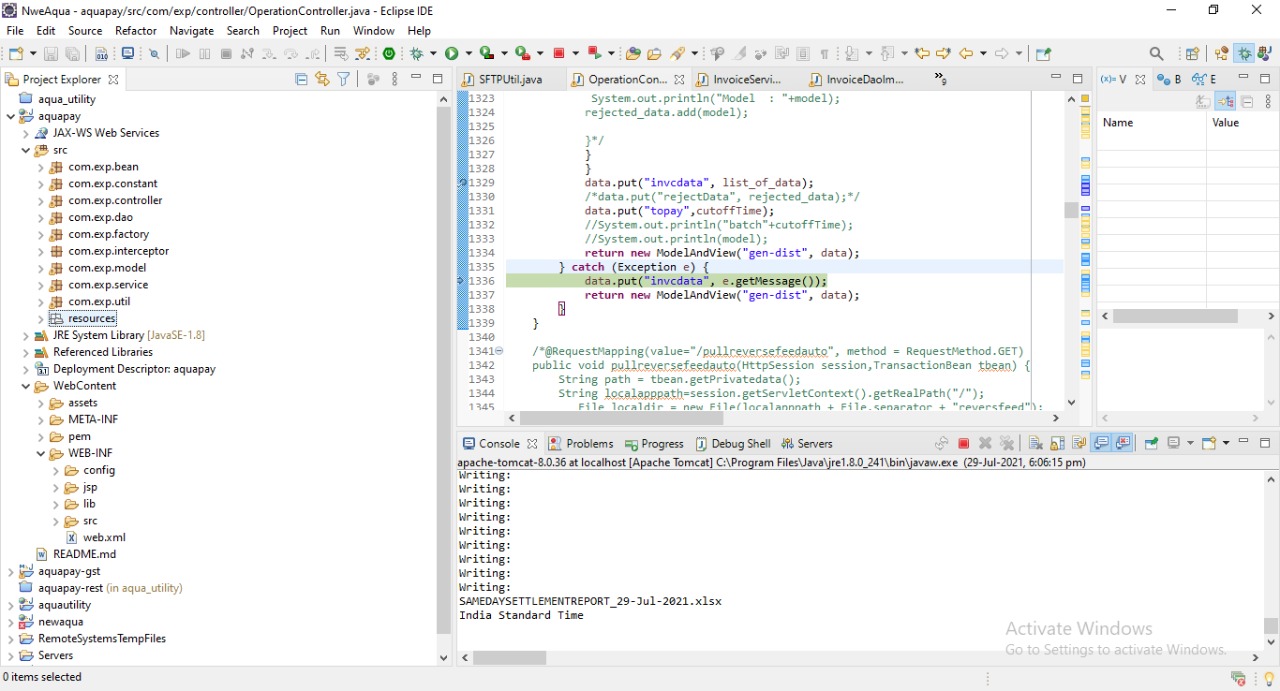 NweAqua - aquapay/src/com/exp/controller/OperationController.java - Eclipse IDE
File Edit Source Refactor Navigate Search Project Run Window Help
Project Explorer
aqua_utility
aquapay
JAX-WS Web Services
src
com.exp.bean
com.exp.constant
com.exp.controller
com.exp.dao
com.exp.factory
com.exp.interceptor
com.exp.model
com.exp.service
com.exp.util
resources
JRE System Library [JavaSE-1.8]
Referenced Libraries
Deployment Descriptor: aquapay
WebContent
assets
META-INF
pem
WEB-INF
config
jsp
lib
src
web.xml
README.md
aquapay-gst
aquapay-rest (in aqua_utility)
aquautility
newaqua
RemoteSystemsTempFiles
Servers
SFTPUtil.java OperationCon... InvoiceServi... InvoiceDaoIm... »9
1323 System.out.println("Model : "+model);
1324 rejected_data.add(model);
1325
1326 }*/
1327 }
1328 }
1329 data.put("invcdata", list_of_data);
1330 /*data.put("rejectData", rejected_data);*/
1331 data.put("topay",cutoffTime);
1332 //System.out.println("batch"+cutoffTime);
1333 //System.out.println(model);
1334 return new ModelAndView("gen-dist", data);
1335 } catch (Exception e) {
1336 data.put("invcdata", e.getMessage());
1337 return new ModelAndView("gen-dist", data);
1338 }
1339 }
1340
1341 /*@RequestMapping(value="/pullreversefeedauto", method = RequestMethod.GET)
1342 public void pullreversefeedauto(HttpSession session,TransactionBean tbean) {
1343 String path = tbean.getPrivatedata();
1344 String localapppath=session.getServletContext().getRealPath("/");
1345 File localdir = new File(localapppath + File.separator + "reversfeed");
(x)= V B E
Name Value
Console Problems Progress Debug Shell Servers
apache-tomcat-8.0.36 at localhost [Apache Tomcat] C:\Program Files\Java\jre1.8.0_241\bin\javaw.exe (29-Jul-2021, 6:06:15 pm)
Writing:
Writing:
Writing:
Writing:
Writing:
Writing:
Writing:
Writing:
Writing:
SAMEDAYSETTLEMENTREPORT_29-Jul-2021.xlsx
India Standard Time
Activate Windows
Go to Settings to activate Windows.
0 items selected